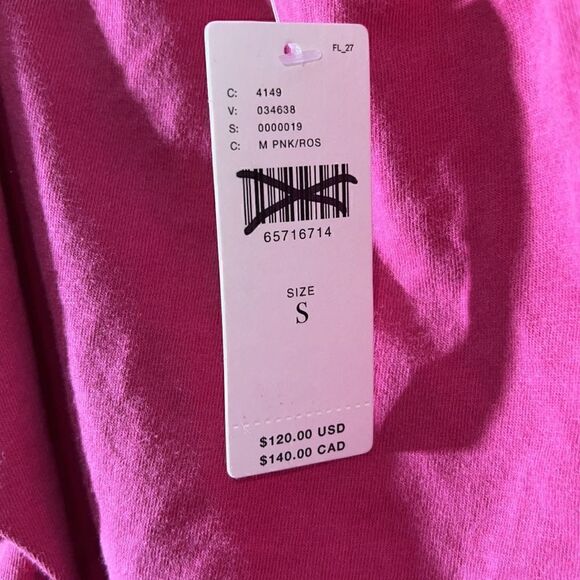 FL_27
C: 4149
V: 034638
S: 0000019
C: M PNK/ROS
65716714
SIZE
S
$120.00 USD
$140.00 CAD